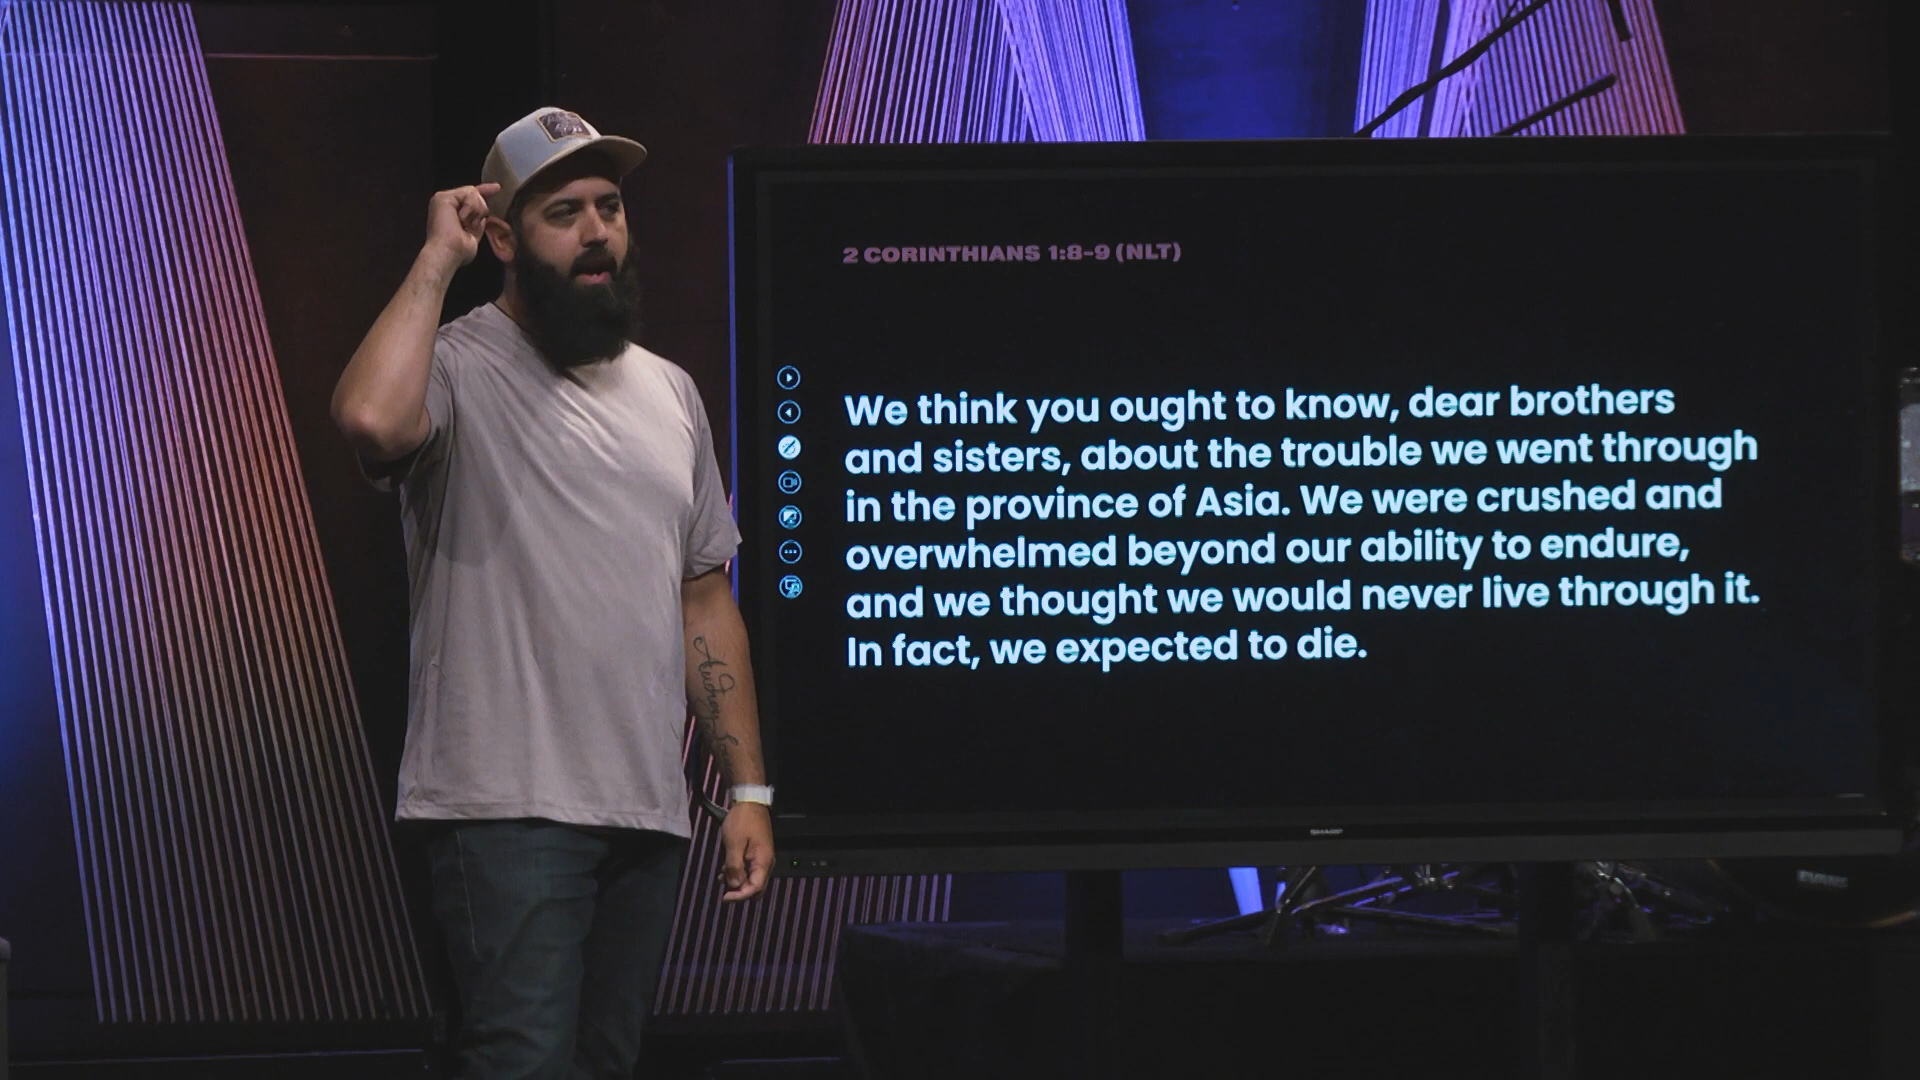 2 CORINTHIANS 1:8-9 (NLT)
We think you ought to know, dear brothers
and sisters, about the trouble we went through
in the province of Asia. We were crushed and
overwhelmed beyond our ability to endure,
and we thought we would never live through it.
In fact, we expected to die.
SHARP
EVANS